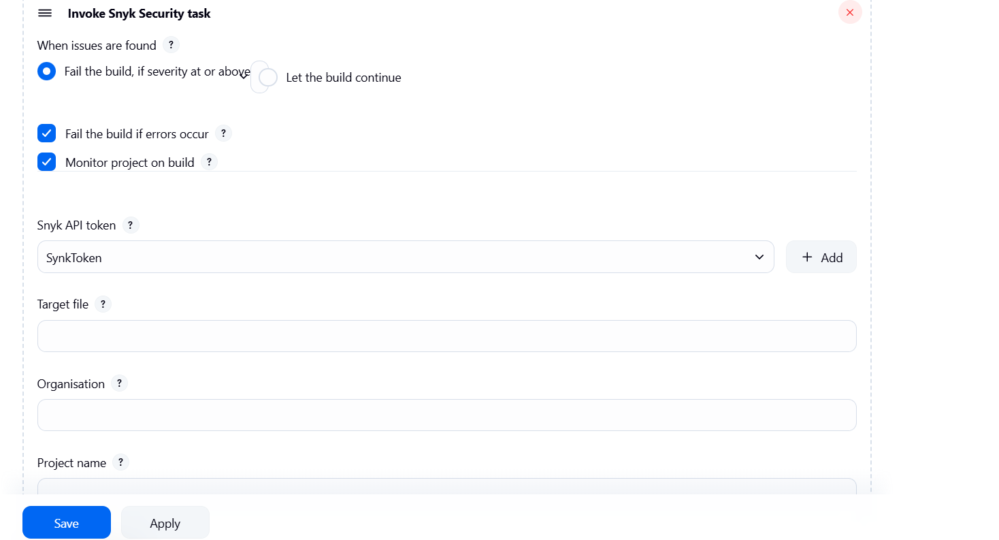 Invoke Snyk Security task
When issues are found ?
Fail the build, if severity at or above
Let the build continue
Fail the build if errors occur ?
Monitor project on build ?
Snyk API token ?
SynkToken
+ Add
Target file ?
Organisation ?
Project name ?
Save
Apply